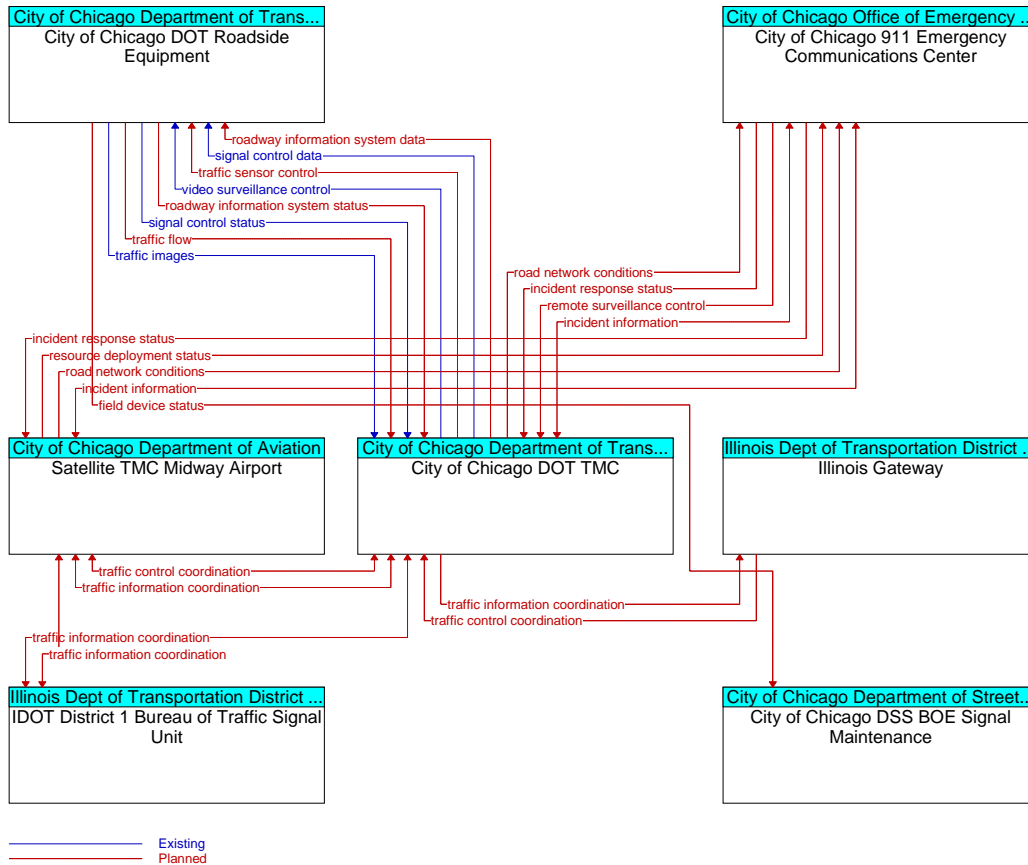 City of Chicago Department of Trans...
City of Chicago DOT Roadside
Equipment
City of Chicago Office of Emergency ...
City of Chicago 911 Emergency
Communications Center
roadway information system data
signal control data
traffic sensor control
video surveillance control
roadway information system status
signal control status
traffic flow
traffic images
road network conditions
incident response status
remote surveillance control
incident information
incident response status
resource deployment status
road network conditions
incident information
field device status
City of Chicago Department of Aviation
Satellite TMC Midway Airport
City of Chicago Department of Trans...
City of Chicago DOT TMC
Illinois Dept of Transportation District ...
Illinois Gateway
traffic control coordination
traffic information coordination
traffic information coordination
traffic control coordination
traffic information coordination
traffic information coordination
Illinois Dept of Transportation District ...
IDOT District 1 Bureau of Traffic Signal
Unit
City of Chicago Department of Street...
City of Chicago DSS BOE Signal
Maintenance
Existing
Planned